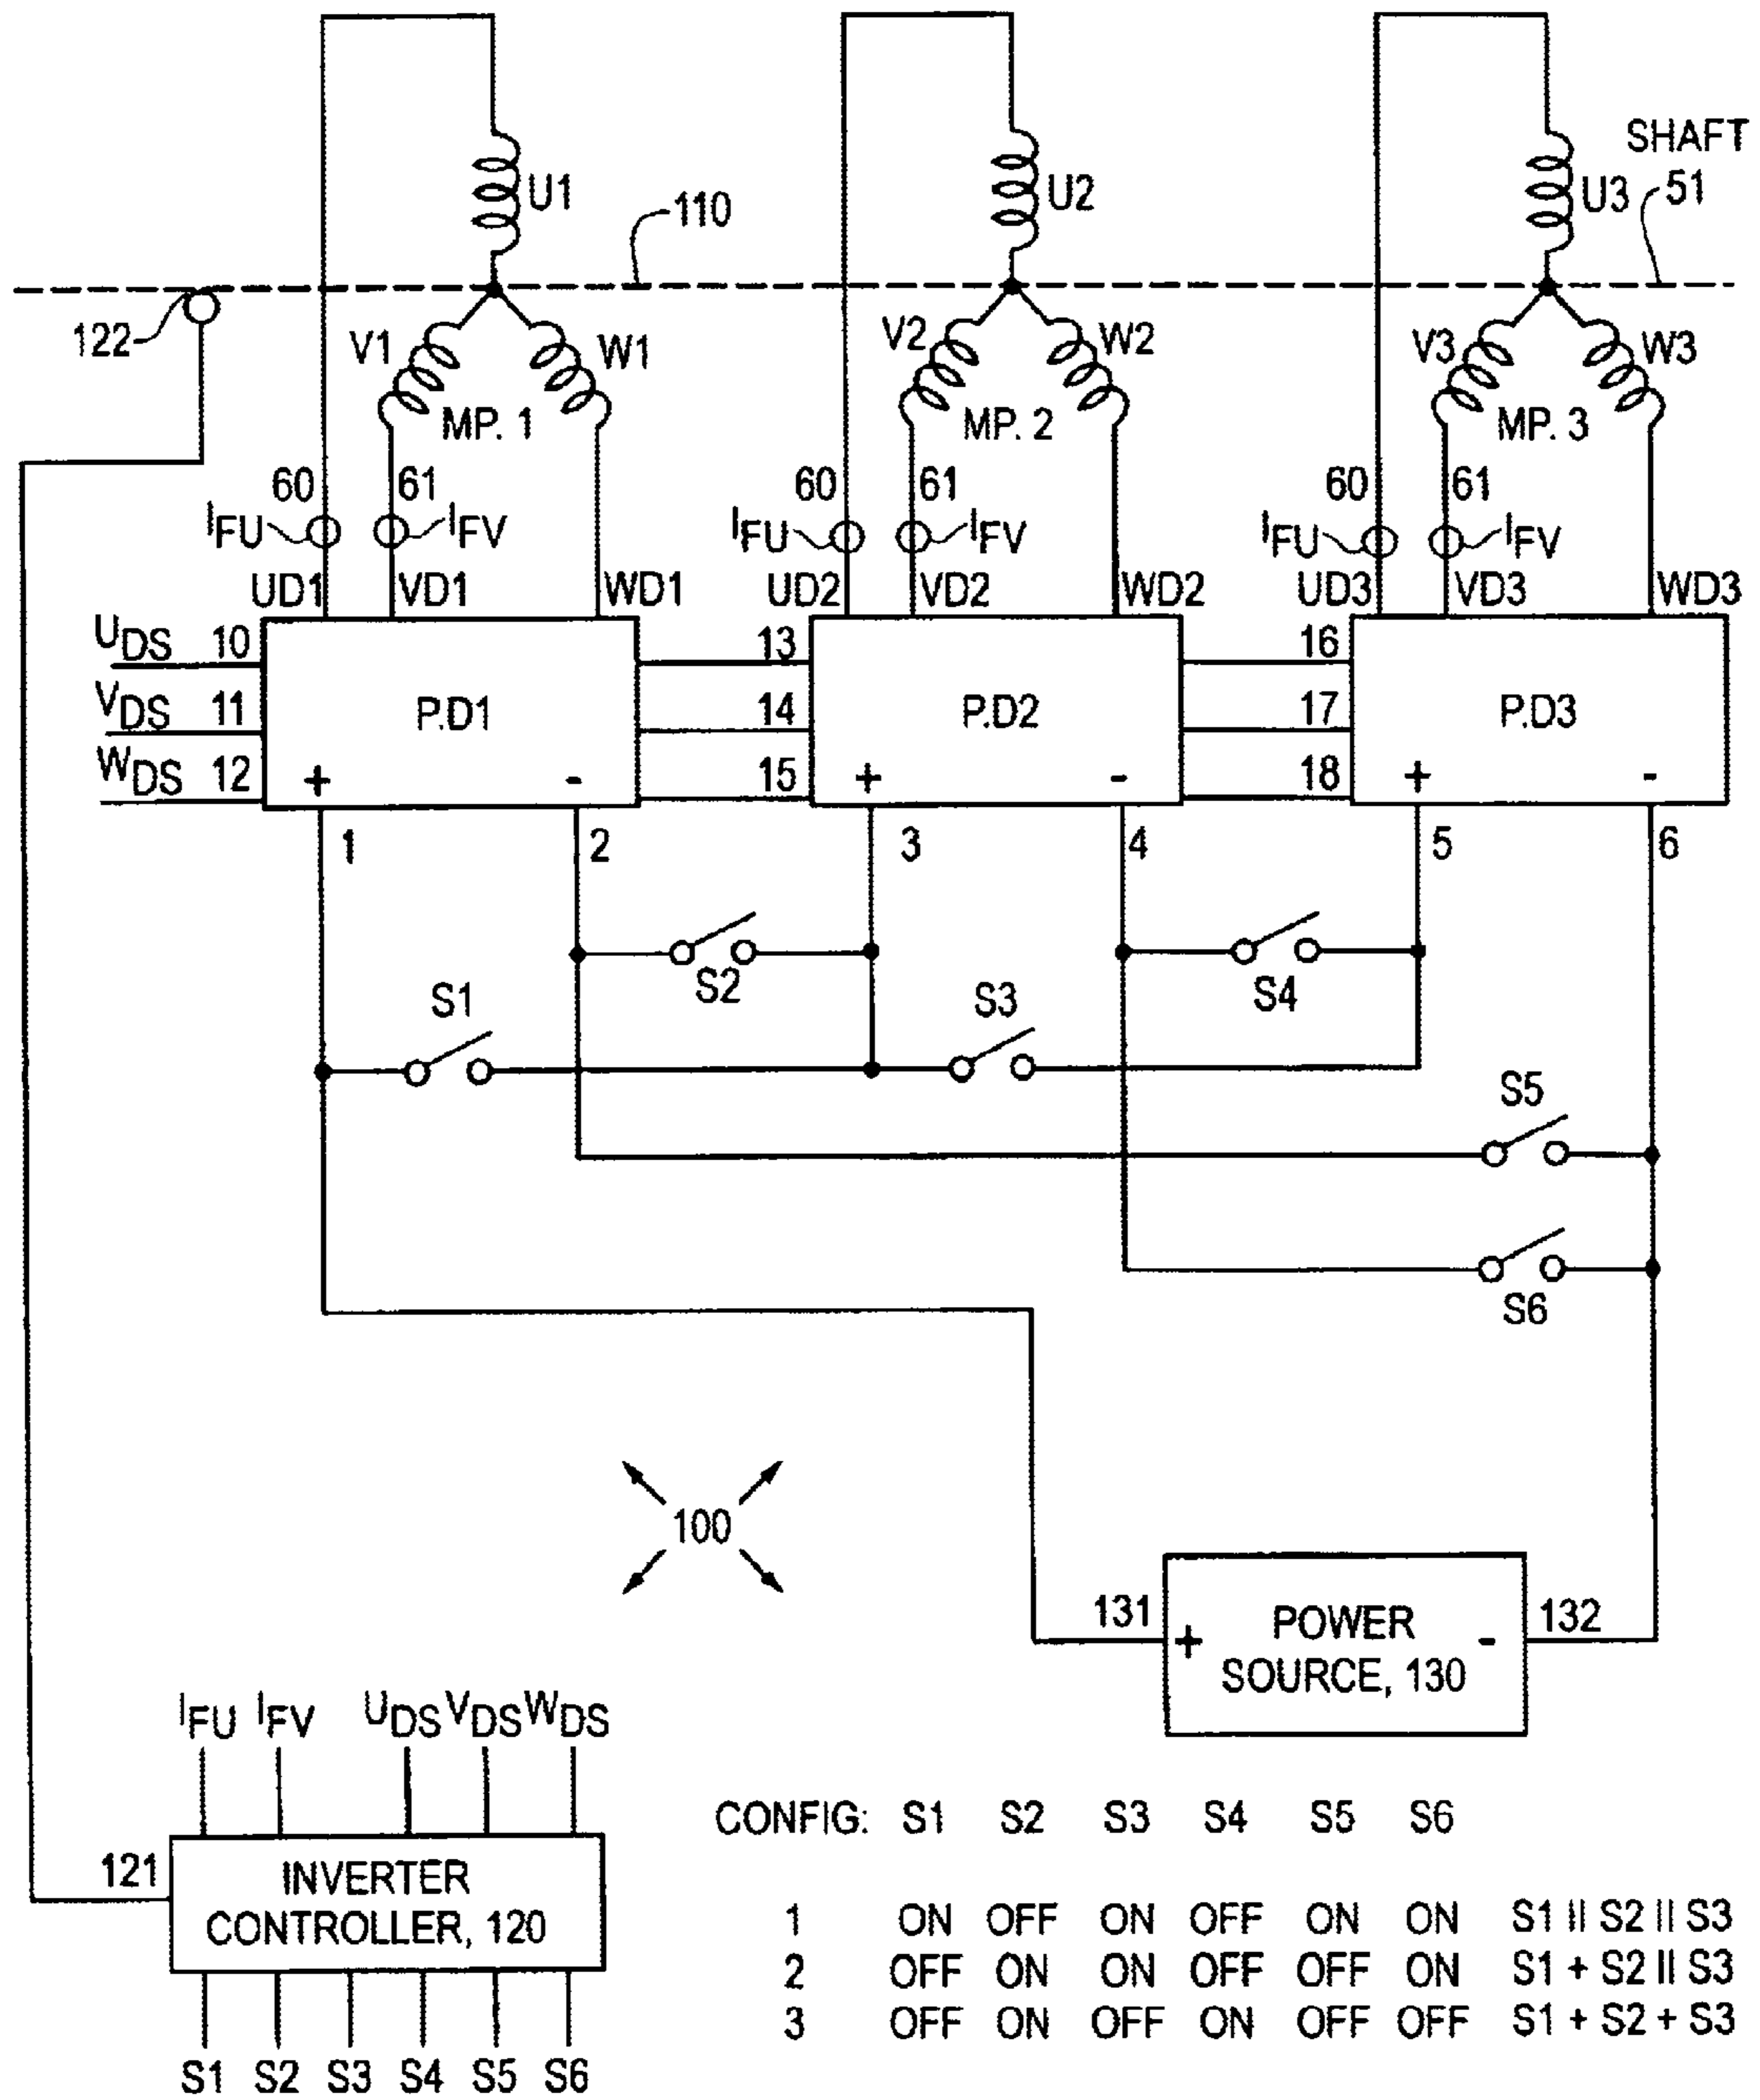 SHAFT
51
U1
110
U2
U3
122
V1
W1
MP. 1
V2
W2
MP. 2
V3
W3
MP. 3
60
61
60
61
60
61
IFU
IFV
IFU
IFV
IFU
IFV
UD1
VD1
WD1
UD2
VD2
WD2
UD3
VD3
WD3
UDS
10
13
16
VDS
11
P.D1
14
P.D2
17
P.D3
WDS
12
+
-
15
+
-
18
+
-
1
2
3
4
5
6
S2
S4
S1
S3
S5
S6
100
131
+
POWER
SOURCE, 130
-
132
IFU IFV UDS VDS WDS
121
INVERTER
CONTROLLER, 120
S1 S2 S3 S4 S5 S6
CONFIG: S1 S2 S3 S4 S5 S6
1 ON OFF ON OFF ON ON S1 || S2 || S3
2 OFF ON ON OFF OFF ON S1 + S2 || S3
3 OFF ON OFF ON OFF OFF S1 + S2 + S3